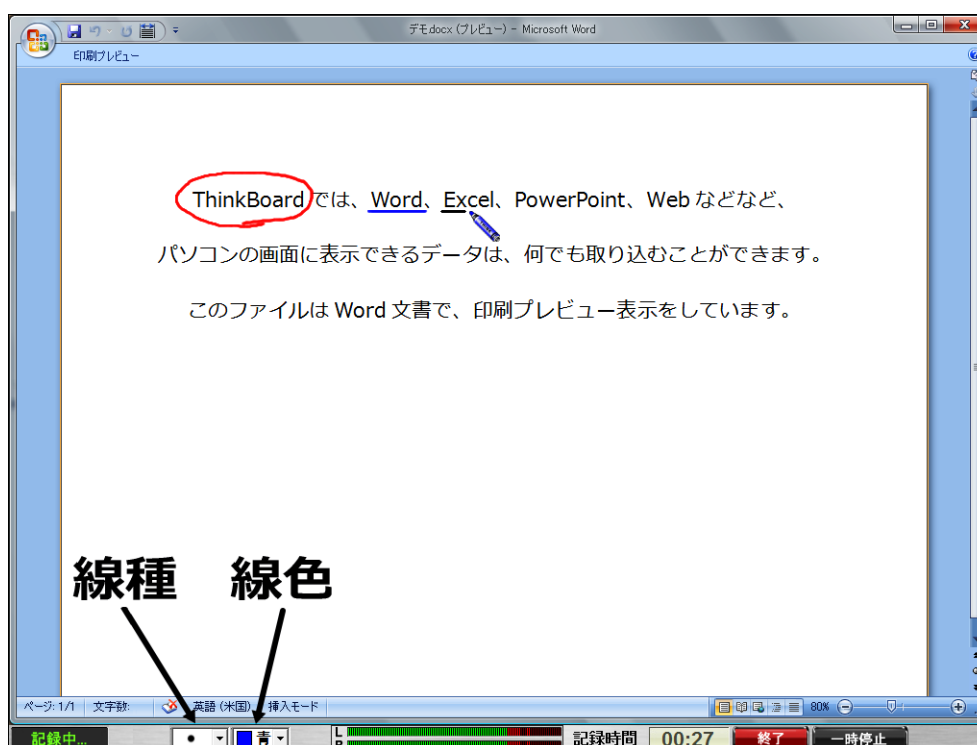 デモ.docx (プレビュー) - Microsoft Word
印刷プレビュー
ThinkBoard では、Word、Excel、PowerPoint、Web などなど、
パソコンの画面に表示できるデータは、何でも取り込むことができます。
このファイルは Word 文書で、印刷プレビュー表示をしています。
線種 線色
ページ: 1/1 文字数: 英語 (米国) 挿入モード 80%
記録中... 青 L R 記録時間 00:27 終了 一時停止